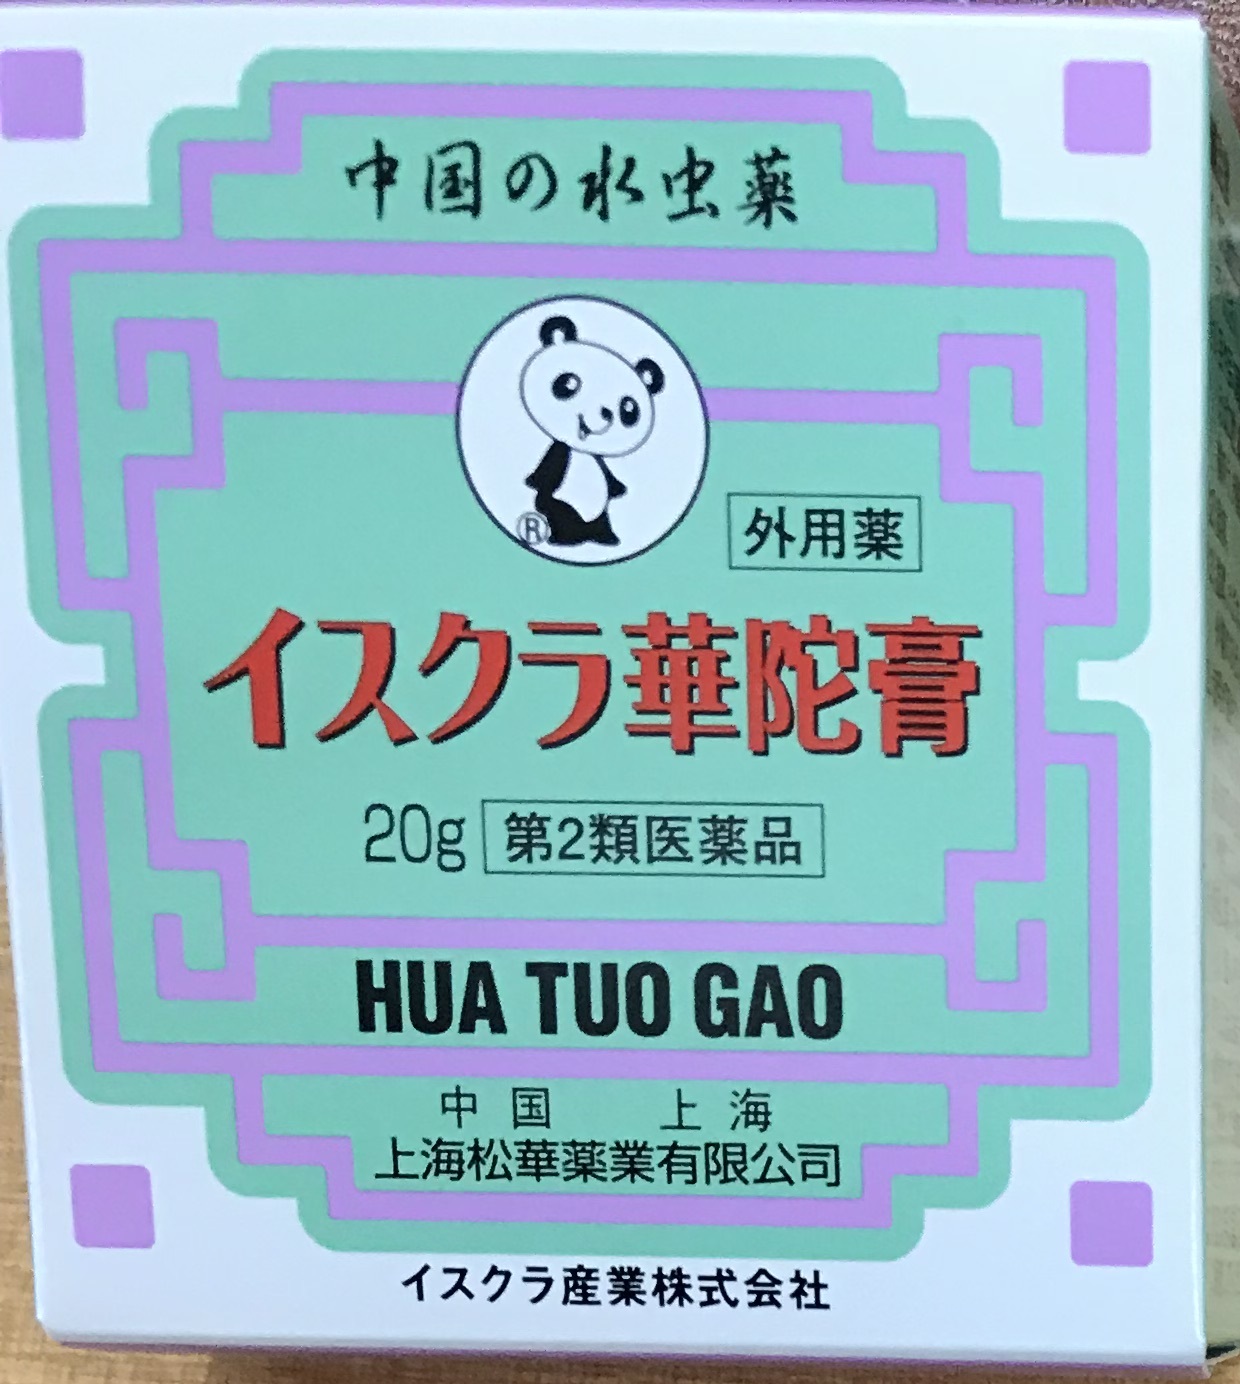 中国の水虫薬
®
外用薬
イスクラ華陀膏
20g 第2類医薬品
HUA TUO GAO
中国 上海
上海松華薬業有限公司
イスクラ産業株式会社